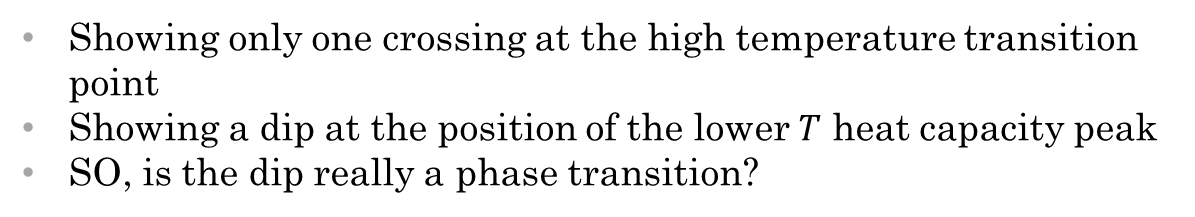 • Showing only one crossing at the high temperature transition
point
• Showing a dip at the position of the lower T heat capacity peak
• SO, is the dip really a phase transition?